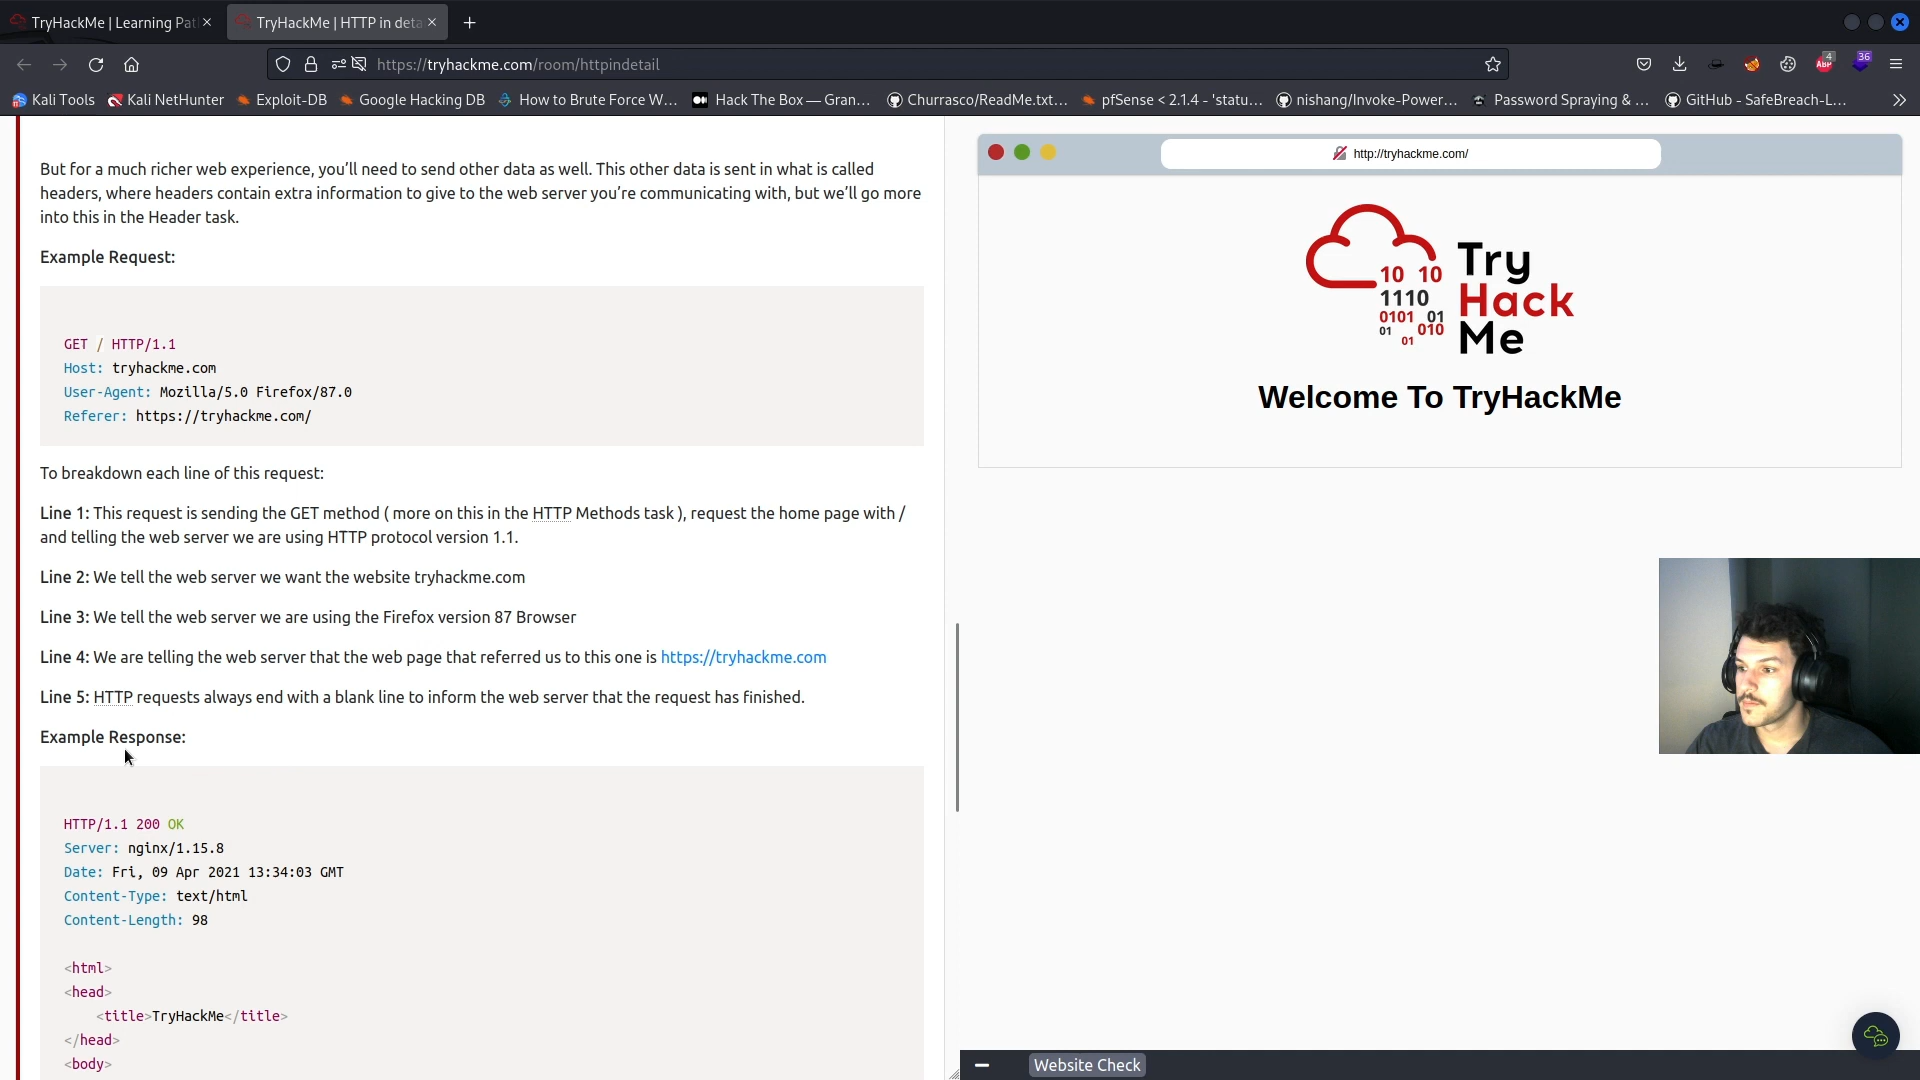 TryHackMe | Learning Pat
TryHackMe | HTTP in deta
https://tryhackme.com/room/httpindetail
4
36
ABP
Kali Tools
Kali NetHunter
Exploit-DB
Google Hacking DB
How to Brute Force W...
Hack The Box — Gran...
Churrasco/ReadMe.txt...
pfSense < 2.1.4 - 'statu...
nishang/Invoke-Power...
Password Spraying & ...
GitHub - SafeBreach-L...
But for a much richer web experience, you’ll need to send other data as well. This other data is sent in what is called
headers, where headers contain extra information to give to the web server you’re communicating with, but we’ll go more
into this in the Header task.
Example Request:
GET / HTTP/1.1
Host: tryhackme.com
User-Agent: Mozilla/5.0 Firefox/87.0
Referer: https://tryhackme.com/
To breakdown each line of this request:
Line 1: This request is sending the GET method ( more on this in the HTTP Methods task ), request the home page with /
and telling the web server we are using HTTP protocol version 1.1.
Line 2: We tell the web server we want the website tryhackme.com
Line 3: We tell the web server we are using the Firefox version 87 Browser
Line 4: We are telling the web server that the web page that referred us to this one is https://tryhackme.com
Line 5: HTTP requests always end with a blank line to inform the web server that the request has finished.
Example Response:
HTTP/1.1 200 OK
Server: nginx/1.15.8
Date: Fri, 09 Apr 2021 13:34:03 GMT
Content-Type: text/html
Content-Length: 98
<html>
<head>
    <title>TryHackMe</title>
</head>
<body>
http://tryhackme.com/
10 10
1110
0101 01
01 010
01
Try
Hack
Me
Welcome To TryHackMe
Website Check